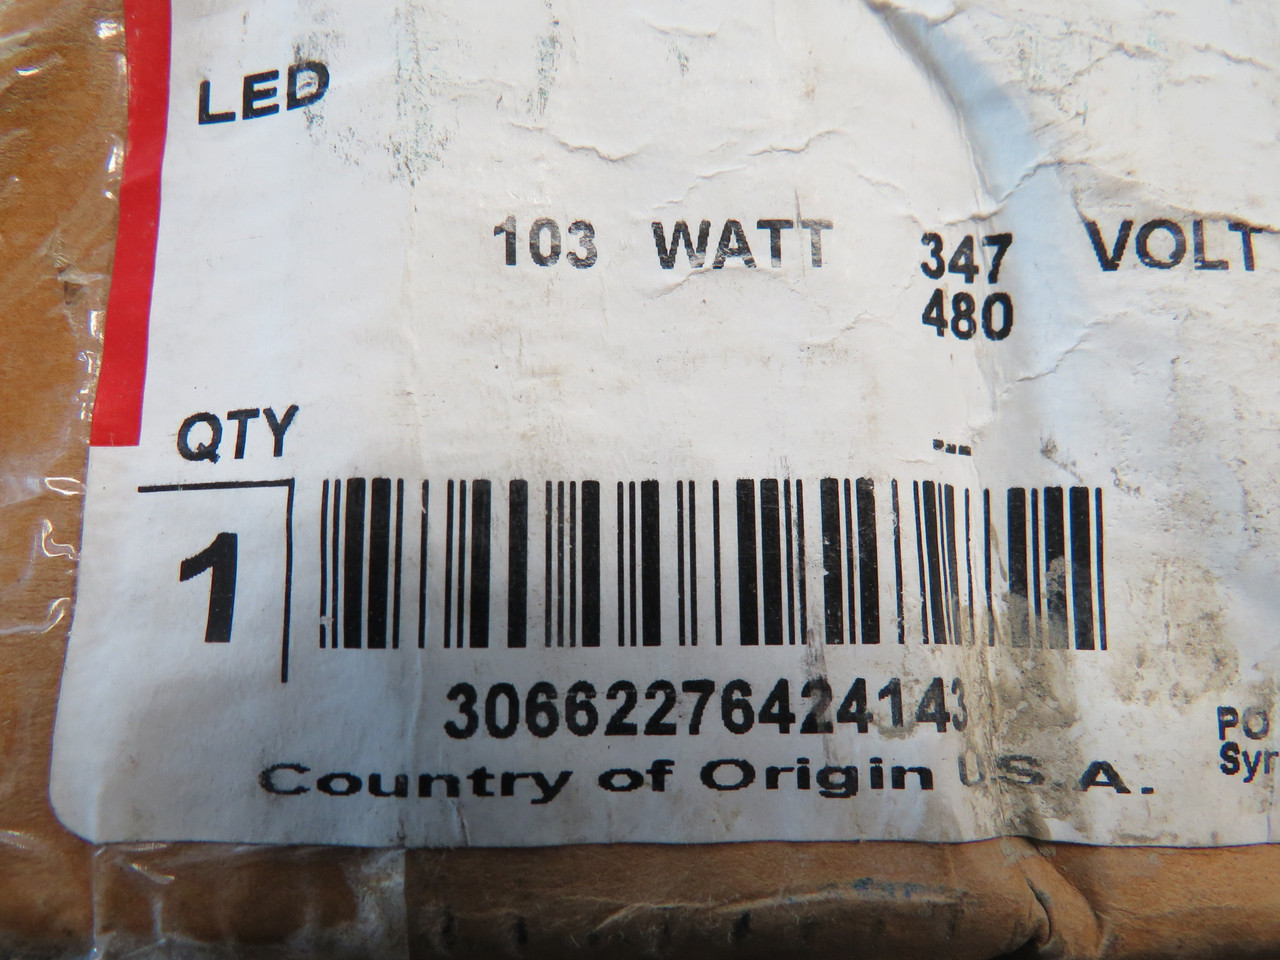 LED
103 WATT 347 VOLT
480
QTY
---
1
30662276424143
Country of Origin U.S.A.
PO
Syr